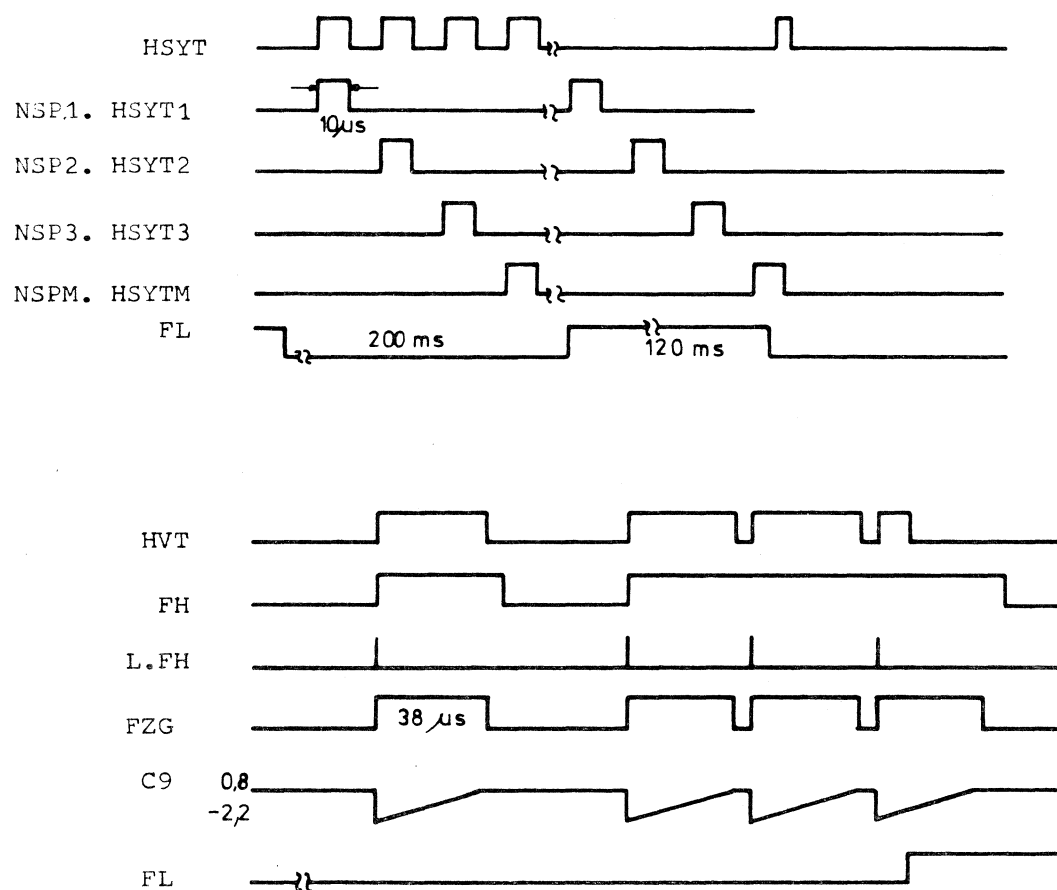 HSYT
NSP1. HSYT1
10µs
NSP2. HSYT2
NSP3. HSYT3
NSPM. HSYTM
FL
200 ms
120 ms
HVT
FH
L.FH
FZG
38 µs
C9
0,8
-2,2
FL